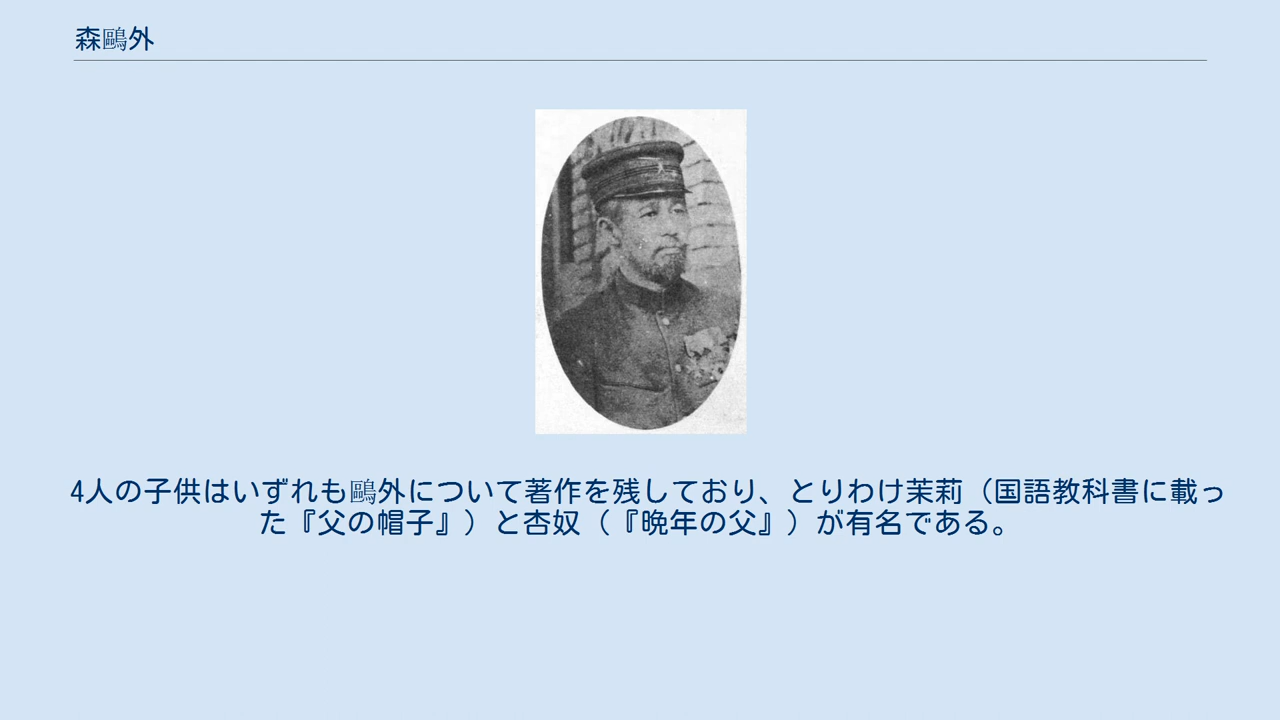 森鷗外
4人の子供はいずれも鷗外について著作を残しており、とりわけ茉莉（国語教科書に載っ
た『父の帽子』）と杏奴（『晩年の父』）が有名である。